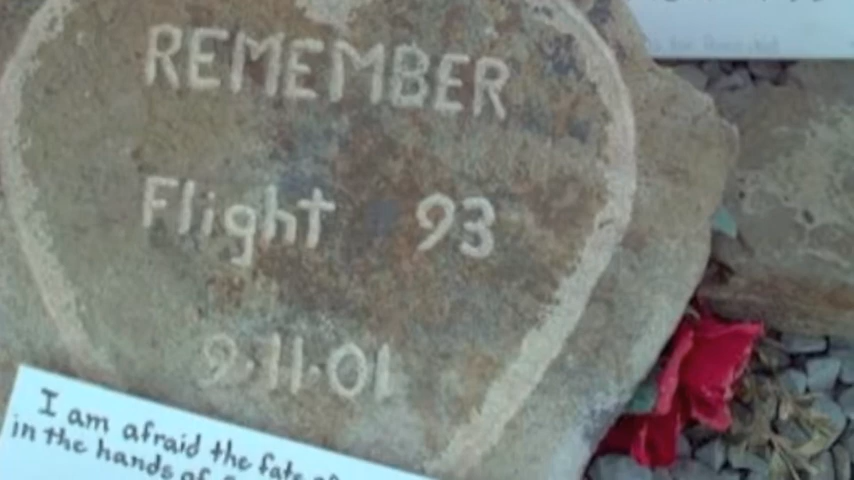 REMEMBER
Flight 93
9·11·01
I am afraid the fate
in the hands of